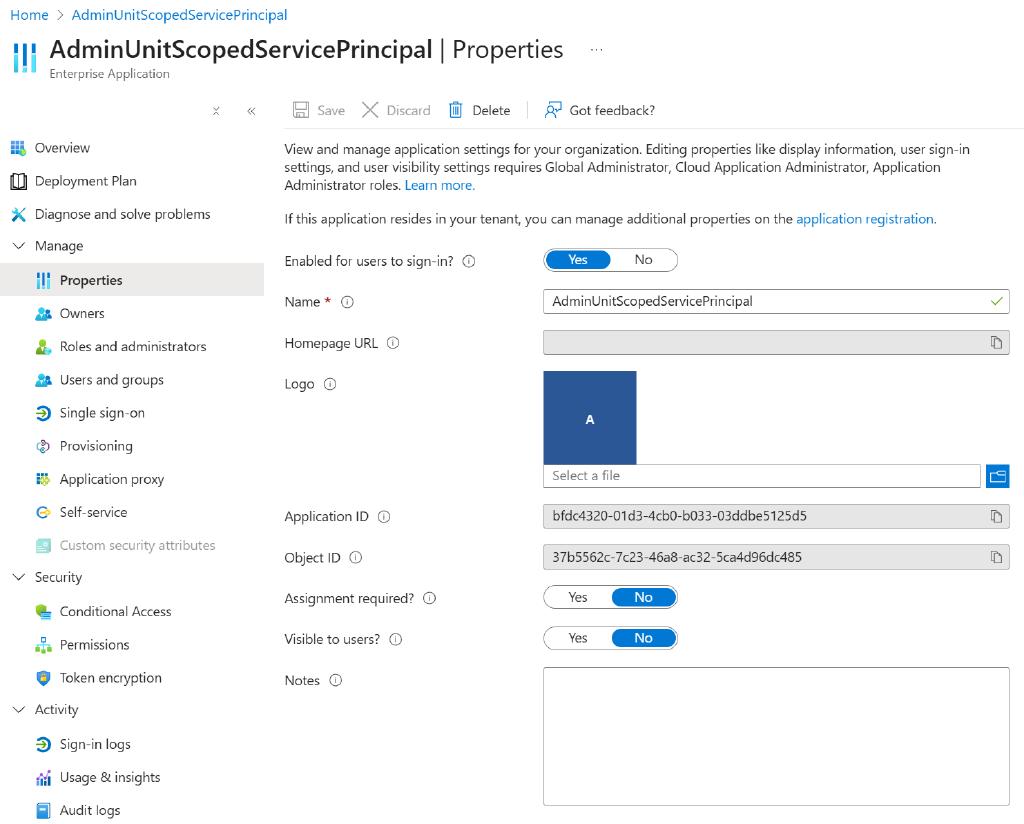 Home > AdminUnitScopedServicePrincipal
AdminUnitScopedServicePrincipal | Properties ...
Enterprise Application
Save Discard Delete Got feedback?
Overview
Deployment Plan
Diagnose and solve problems
Manage
Properties
Owners
Roles and administrators
Users and groups
Single sign-on
Provisioning
Application proxy
Self-service
Custom security attributes
Security
Conditional Access
Permissions
Token encryption
Activity
Sign-in logs
Usage & insights
Audit logs
View and manage application settings for your organization. Editing properties like display information, user sign-in
settings, and user visibility settings requires Global Administrator, Cloud Application Administrator, Application
Administrator roles. Learn more.
If this application resides in your tenant, you can manage additional properties on the application registration.
Enabled for users to sign-in? Yes No
Name * AdminUnitScopedServicePrincipal
Homepage URL
Logo
A
Select a file
Application ID bfdc4320-01d3-4cb0-b033-03ddbe5125d5
Object ID 37b5562c-7c23-46a8-ac32-5ca4d96dc485
Assignment required? Yes No
Visible to users? Yes No
Notes